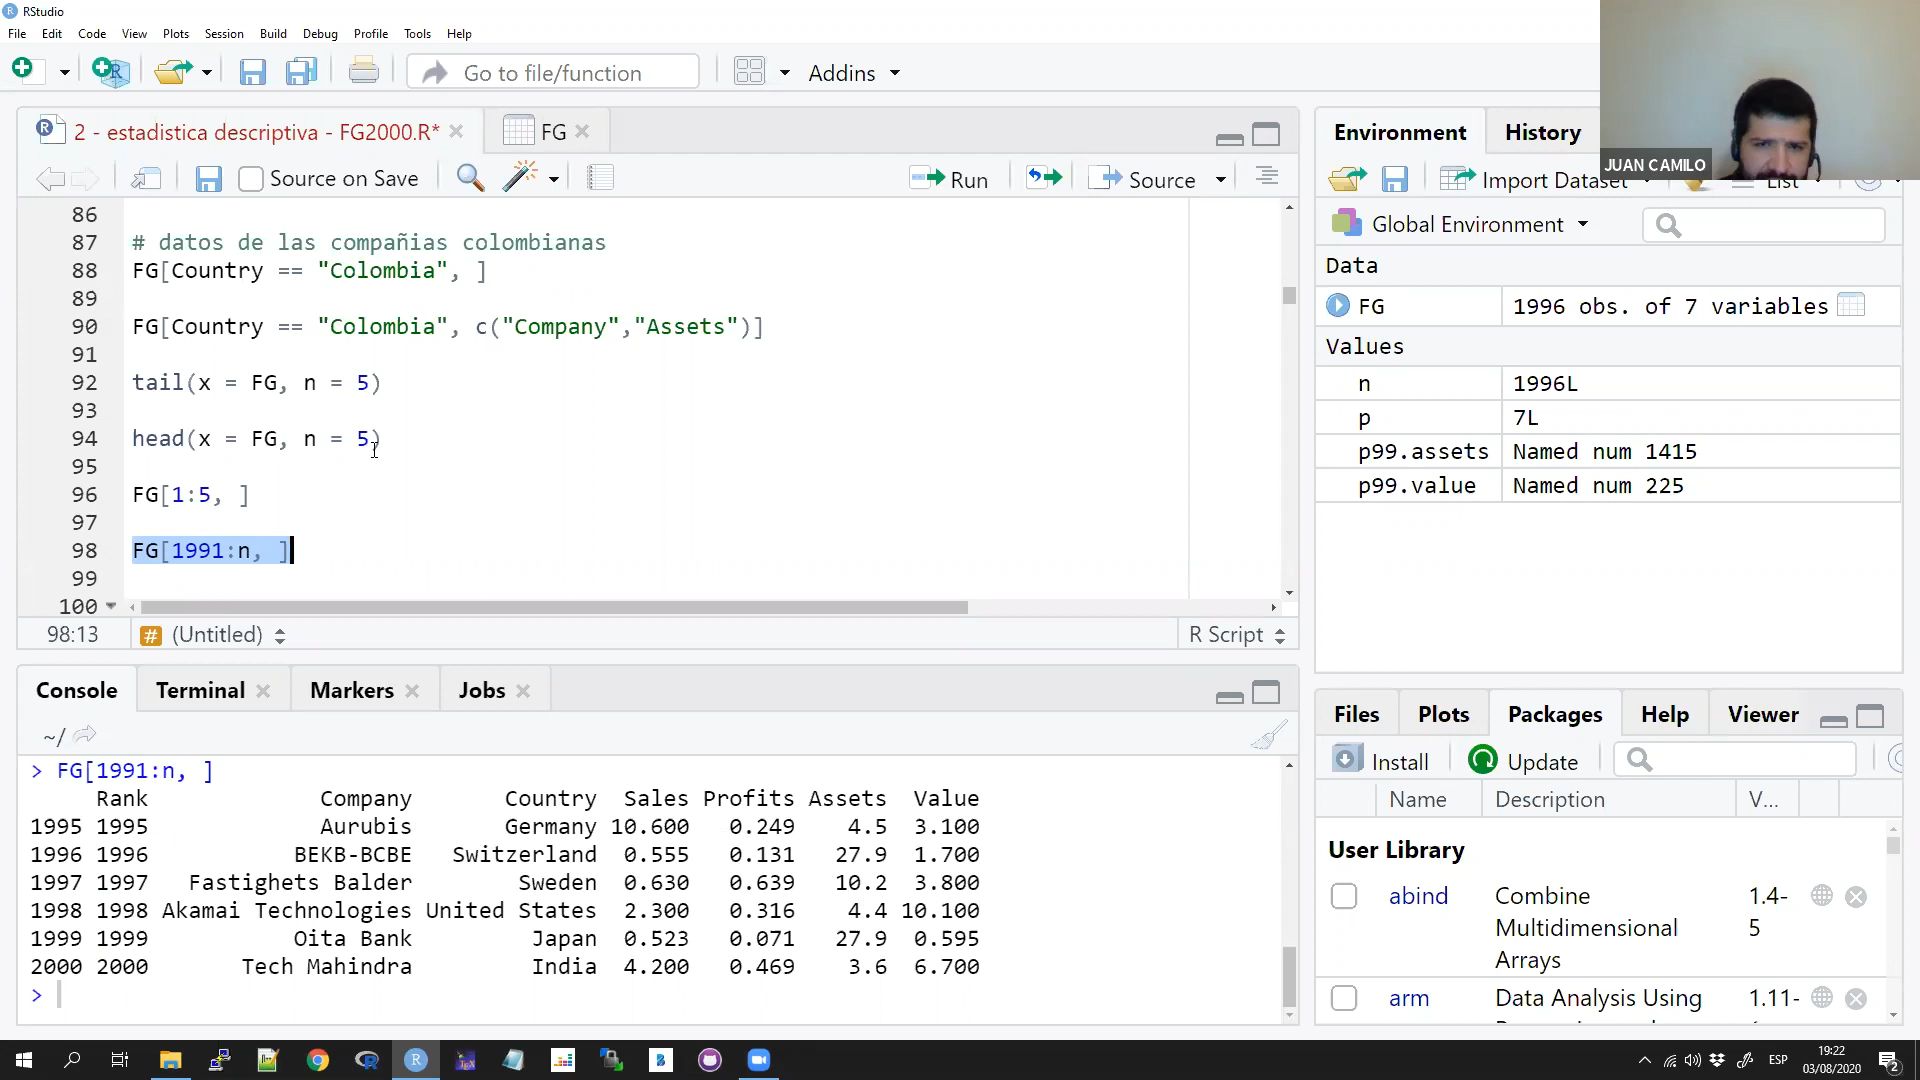 RStudio
File Edit Code View Plots Session Build Debug Profile Tools Help
Go to file/function
Addins
2 - estadistica descriptiva - FG2000.R*
FG
Source on Save
Run
Source
86
87 # datos de las compañias colombianas
88 FG[Country == "Colombia", ]
89
90 FG[Country == "Colombia", c("Company","Assets")]
91
92 tail(x = FG, n = 5)
93
94 head(x = FG, n = 5)
95
96 FG[1:5, ]
97
98 FG[1991:n, ]
99
100
98:13
# (Untitled)
R Script
Console Terminal Markers Jobs
~/
> FG[1991:n, ]
Rank Company Country Sales Profits Assets Value
1995 1995 Aurubis Germany 10.600 0.249 4.5 3.100
1996 1996 BEKB-BCBE Switzerland 0.555 0.131 27.9 1.700
1997 1997 Fastighets Balder Sweden 0.630 0.639 10.2 3.800
1998 1998 Akamai Technologies United States 2.300 0.316 4.4 10.100
1999 1999 Oita Bank Japan 0.523 0.071 27.9 0.595
2000 2000 Tech Mahindra India 4.200 0.469 3.6 6.700
>
Environment History
JUAN CAMILO
Import Dataset
List
Global Environment
Data
FG 1996 obs. of 7 variables
Values
n 1996L
p 7L
p99.assets Named num 1415
p99.value Named num 225
Files Plots Packages Help Viewer
Install Update
Name Description V...
User Library
abind Combine 1.4-
Multidimensional 5
Arrays
arm Data Analysis Using 1.11-
ESP
19:22
03/08/2020
2